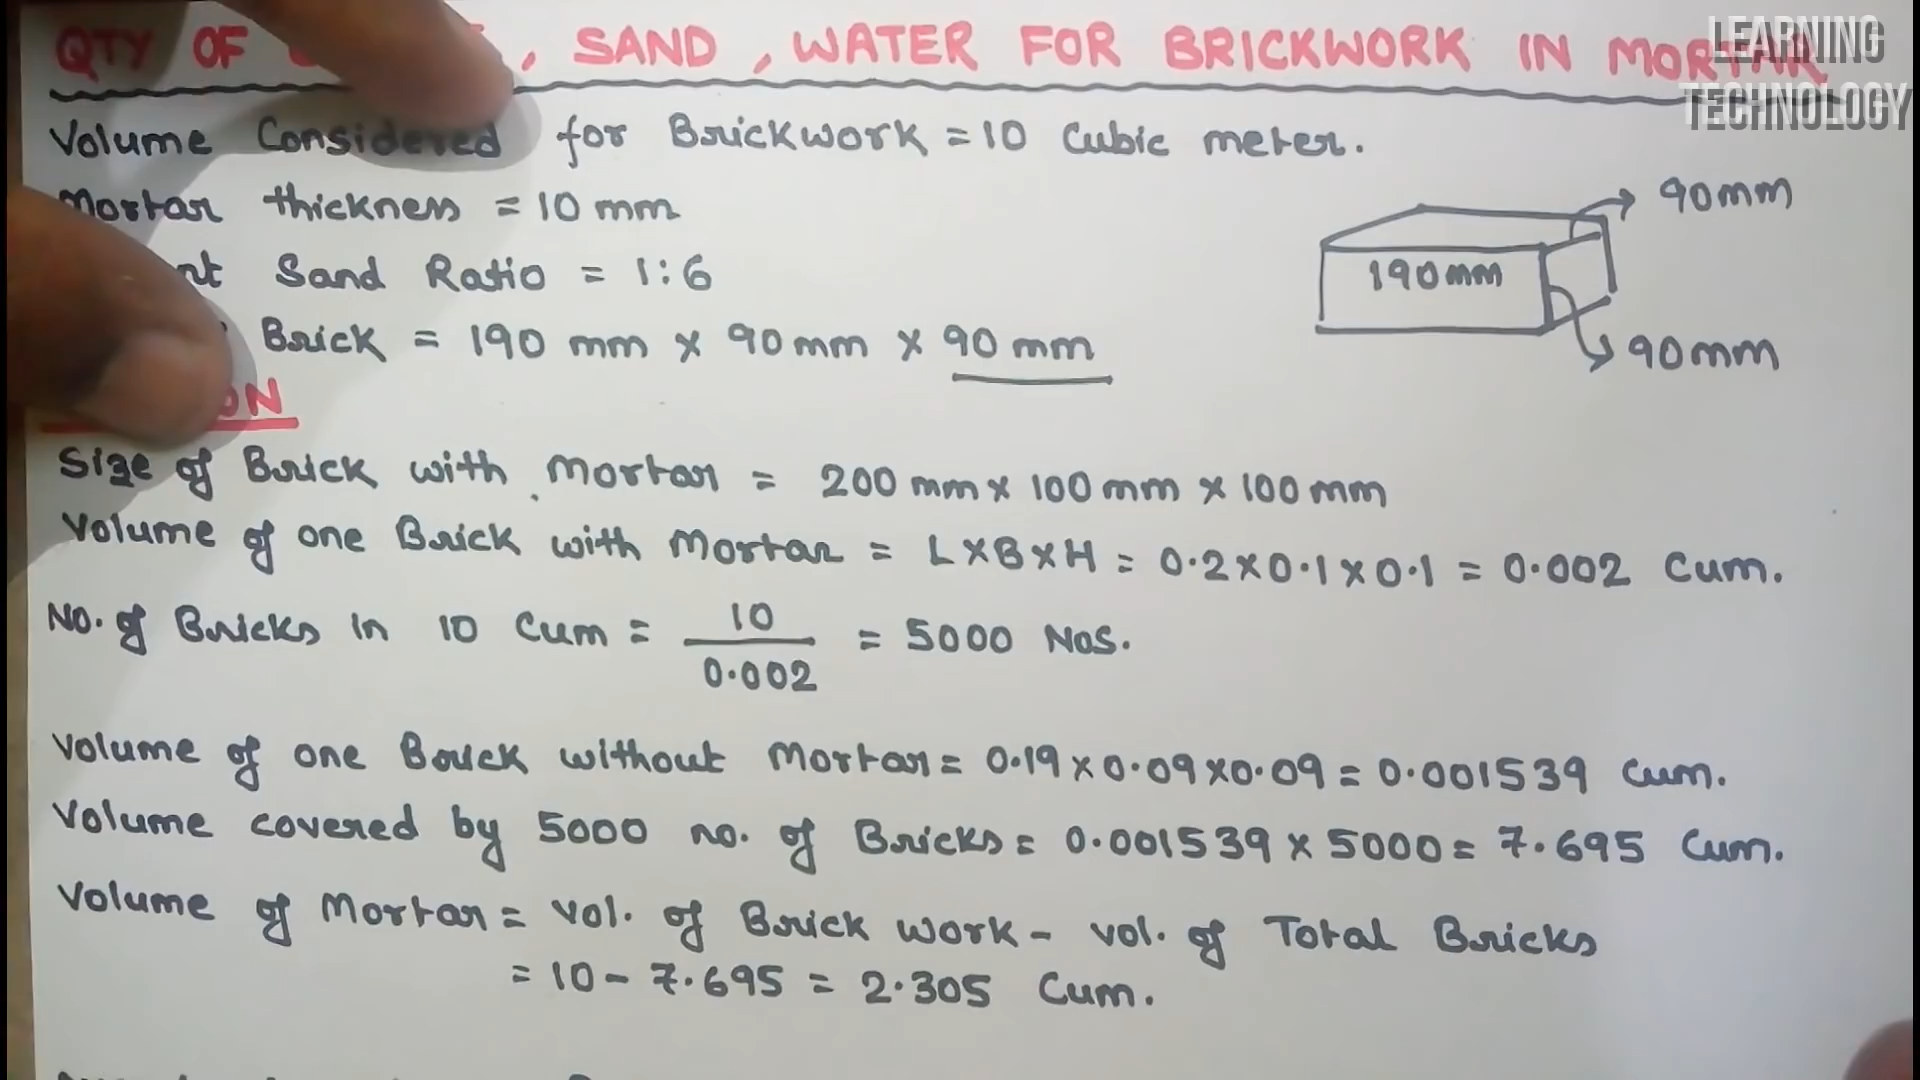 QTY OF , SAND , WATER FOR BRICKWORK IN MORTAR
LEARNING
TECHNOLOGY
Volume Considered for Brickwork = 10 Cubic meter.
Mortar thickness = 10 mm
Sand Ratio = 1:6
Brick = 190 mm x 90 mm x 90 mm
90mm
190mm
90mm
Size of Brick with Mortar = 200 mm x 100 mm x 100 mm
Volume of one Brick with Mortar = L x B x H = 0.2 x 0.1 x 0.1 = 0.002 Cum.
No. of Bricks in 10 Cum = 10 / 0.002 = 5000 Nos.
Volume of one Brick without Mortar = 0.19 x 0.09 x 0.09 = 0.001539 Cum.
Volume covered by 5000 no. of Bricks = 0.001539 x 5000 = 7.695 Cum.
Volume of Mortar = Vol. of Brick work - Vol. of Total Bricks
= 10 - 7.695 = 2.305 Cum.